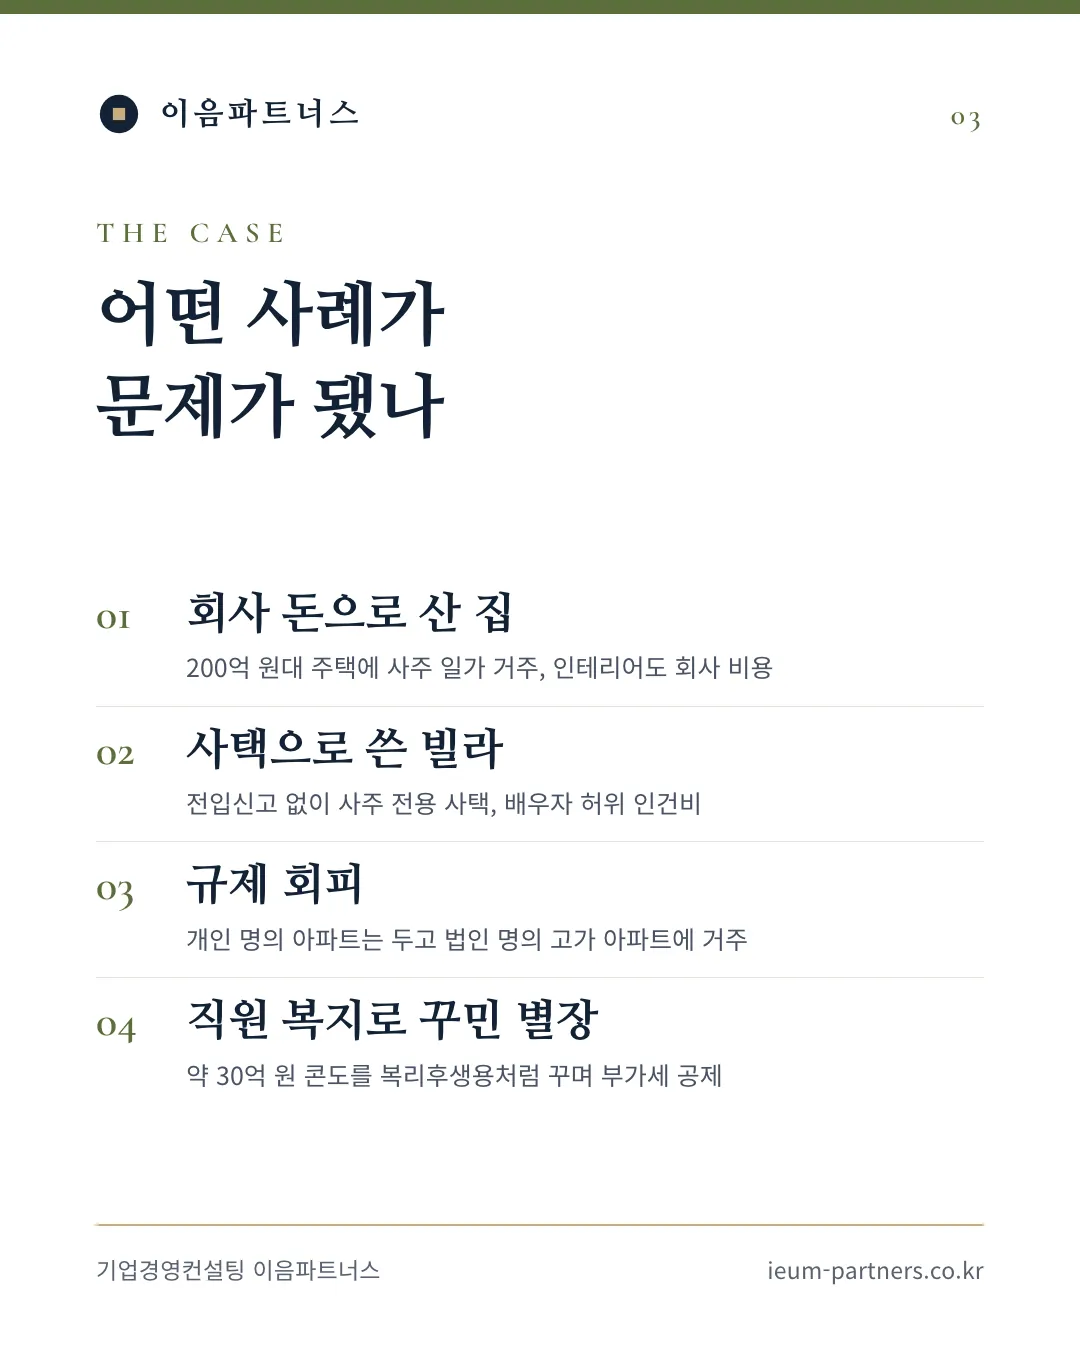 이음파트너스
03
THE CASE
어떤 사례가
문제가 됐나
01 회사 돈으로 산 집
200억 원대 주택에 사주 일가 거주, 인테리어도 회사 비용
02 사택으로 쓴 빌라
전입신고 없이 사주 전용 사택, 배우자 허위 인건비
03 규제 회피
개인 명의 아파트는 두고 법인 명의 고가 아파트에 거주
04 직원 복지로 꾸민 별장
약 30억 원 콘도를 복리후생용처럼 꾸며 부가세 공제
기업경영컨설팅 이음파트너스
ieum-partners.co.kr